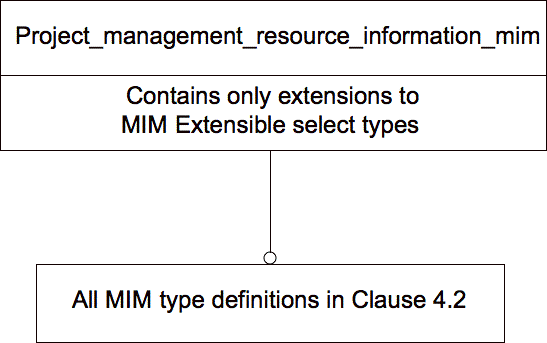 Project_management_resource_information_mim
Contains only extensions to
MIM Extensible select types
All MIM type definitions in Clause 4.2